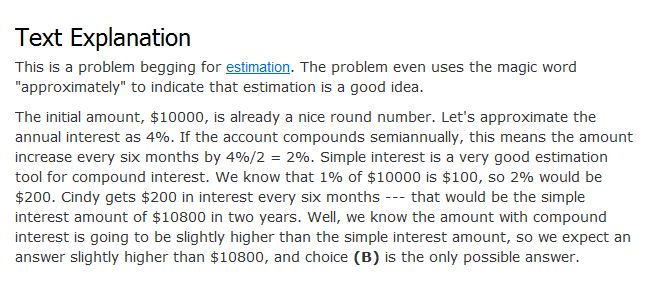 Text Explanation
This is a problem begging for estimation. The problem even uses the magic word
"approximately" to indicate that estimation is a good idea.
The initial amount, $10000, is already a nice round number. Let's approximate the
annual interest as 4%. If the account compounds semiannually, this means the amount
increase every six months by 4%/2 = 2%. Simple interest is a very good estimation
tool for compound interest. We know that 1% of $10000 is $100, so 2% would be
$200. Cindy gets $200 in interest every six months --- that would be the simple
interest amount of $10800 in two years. Well, we know the amount with compound
interest is going to be slightly higher than the simple interest amount, so we expect an
answer slightly higher than $10800, and choice (B) is the only possible answer.